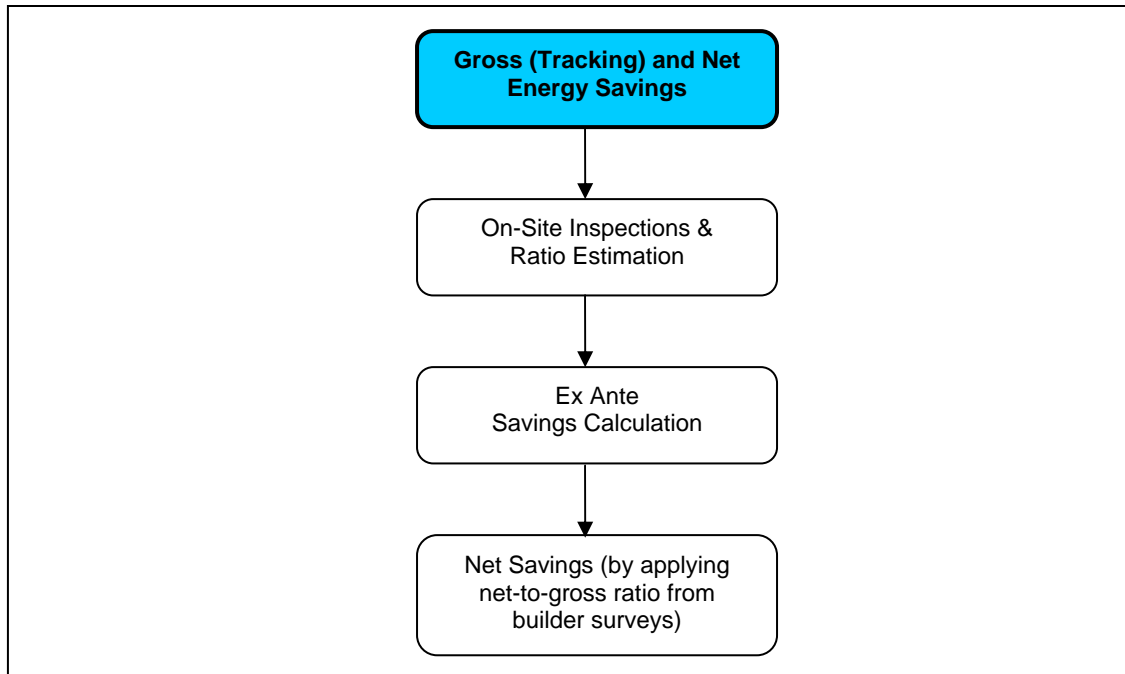 Gross (Tracking) and Net
Energy Savings
On-Site Inspections &
Ratio Estimation
Ex Ante
Savings Calculation
Net Savings (by applying
net-to-gross ratio from
builder surveys)